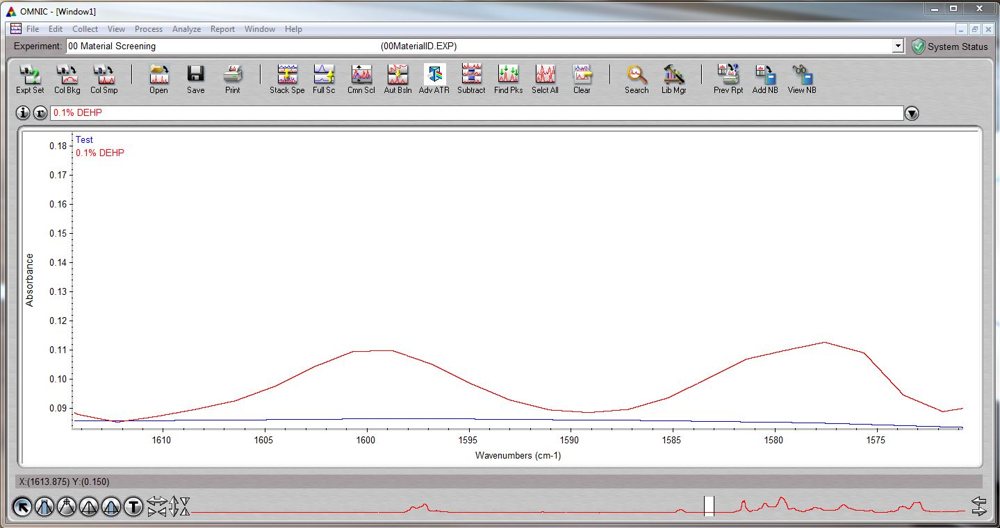 OMNIC - [Window1]
File Edit Collect View Process Analyze Report Window Help
Experiment: 00 Material Screening (00MaterialID.EXP) System Status
Expt Set Col Bkg Col Smp Open Save Print Stack Spe Full Sc Cmn Scl Aut Bsln Adv ATR Subtract Find Pks Selct All Clear Search Lib Mgr Prev Rpt Add NB View NB
i r 0.1% DEHP
Test
0.1% DEHP
0.18
0.17
0.16
0.15
0.14
0.13
0.12
0.11
0.10
0.09
Absorbance
1610 1605 1600 1595 1590 1585 1580 1575
Wavenumbers (cm-1)
X:(1613.875) Y:(0.150)
T